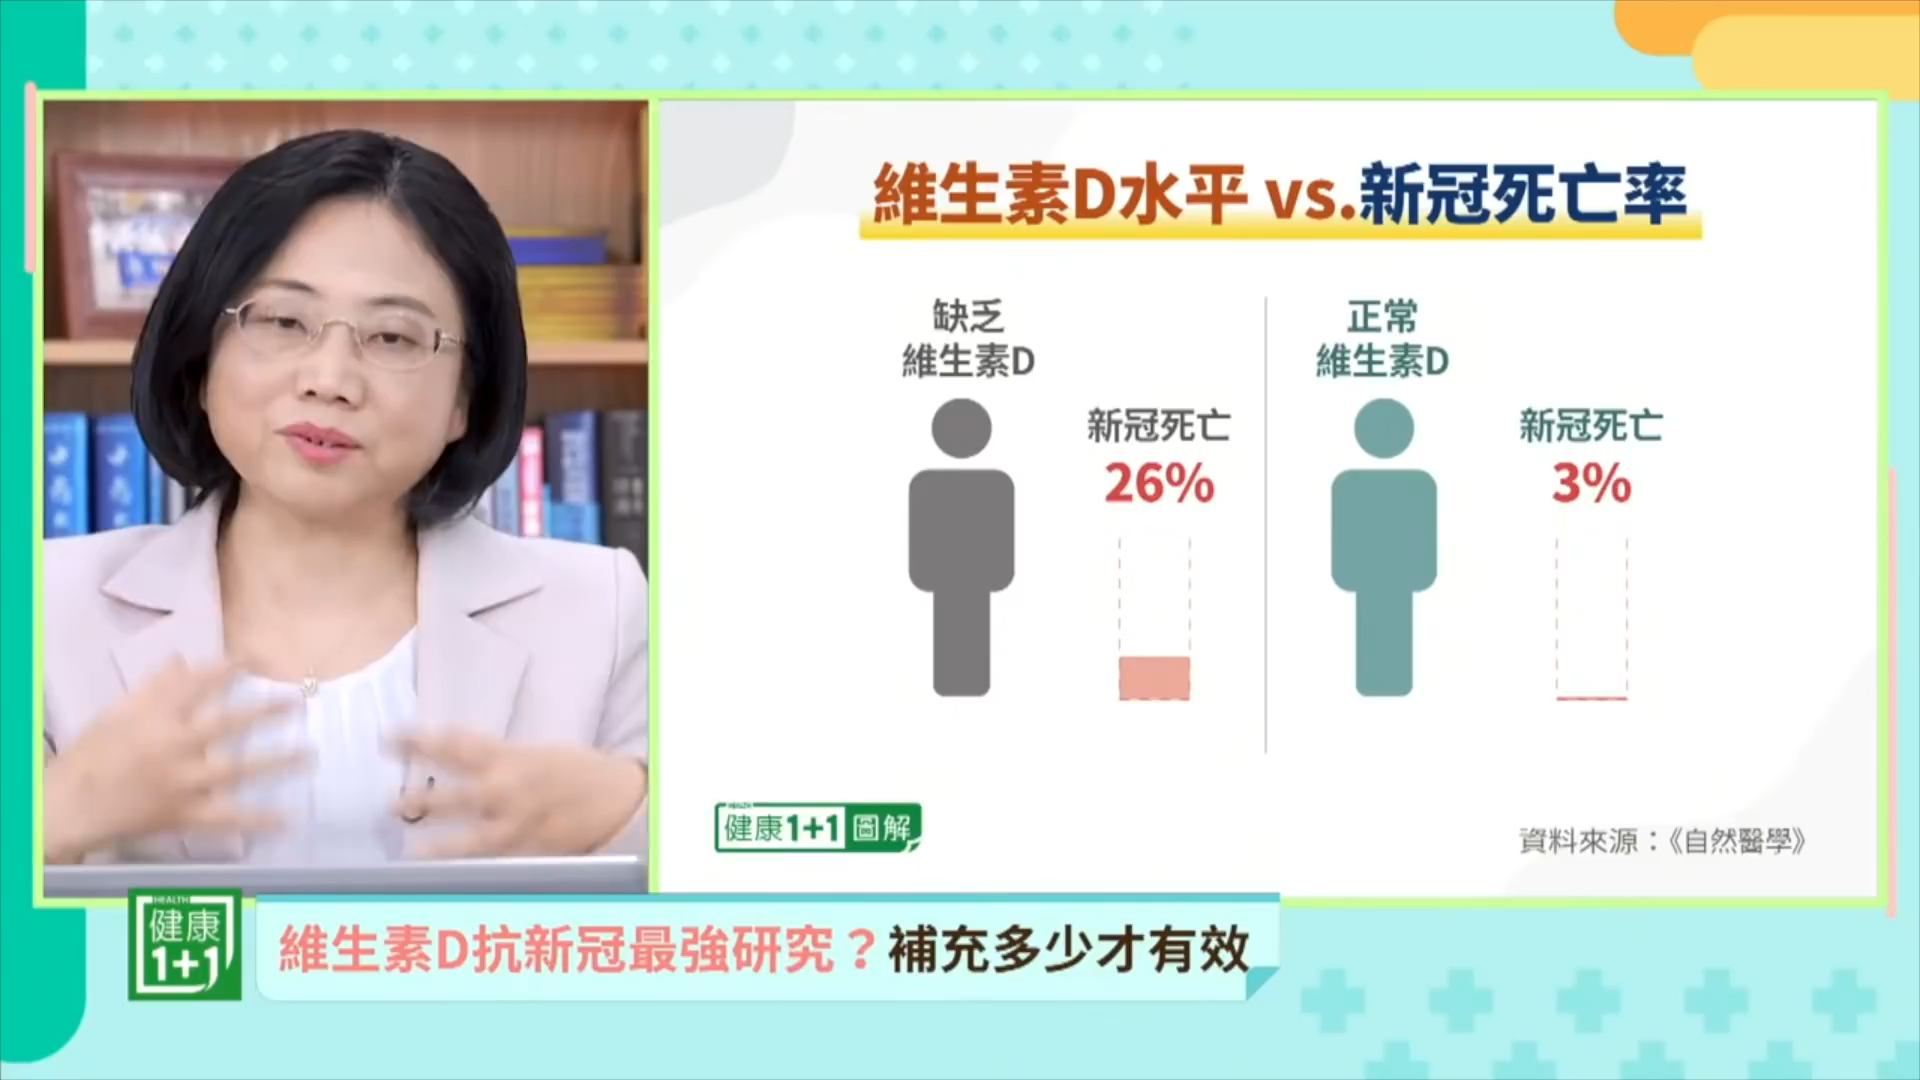 維生素D水平 vs.新冠死亡率
缺乏
維生素D
新冠死亡
26%
正常
維生素D
新冠死亡
3%
HEALTH
健康1+1 圖解
資料來源：《自然醫學》
HEALTH
健康
1+1
維生素D抗新冠最強研究？補充多少才有效